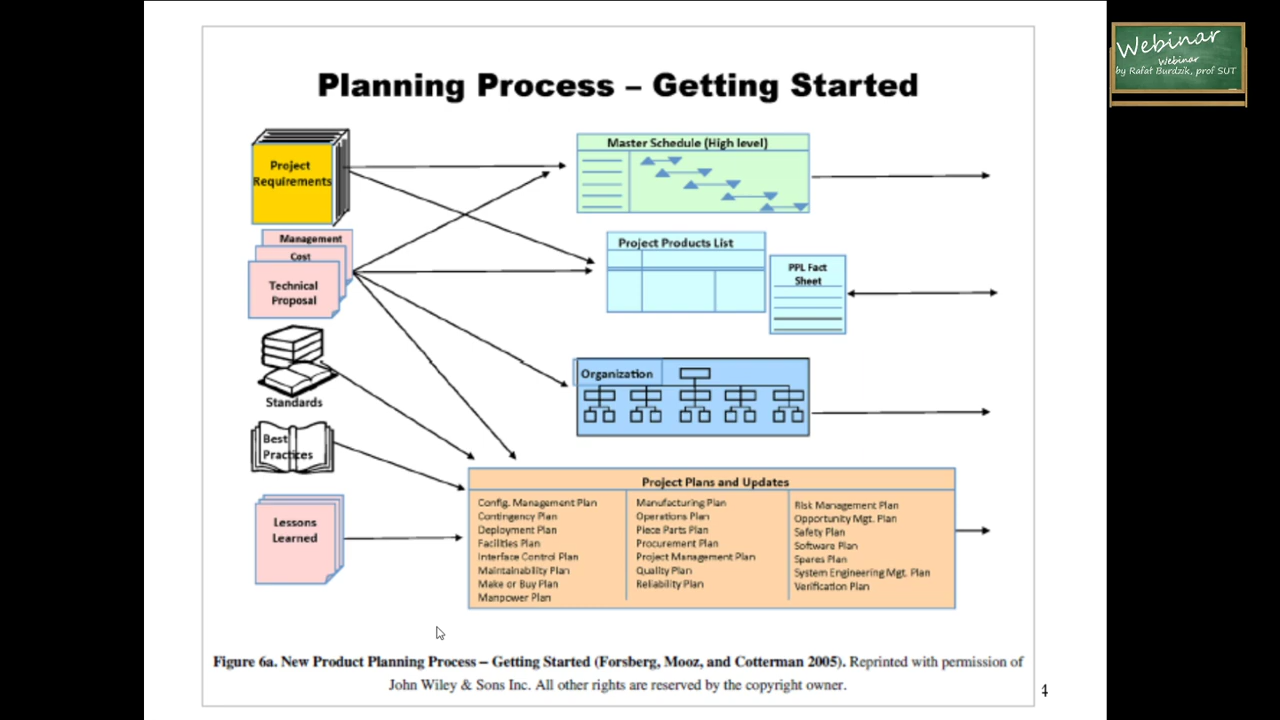 Webinar
Webinar
by Rafat Burdzik, prof SUT
Planning Process – Getting Started
Project
Requirements
Management
Cost
Technical
Proposal
Standards
Best
Practices
Lessons
Learned
Master Schedule (High level)
Project Products List
PPL Fact
Sheet
Organization
Project Plans and Updates
Config. Management Plan
Contingency Plan
Deployment Plan
Facilities Plan
Interface Control Plan
Maintainability Plan
Make or Buy Plan
Manpower Plan
Manufacturing Plan
Operations Plan
Piece Parts Plan
Procurement Plan
Project Management Plan
Quality Plan
Reliability Plan
Risk Management Plan
Opportunity Mgt. Plan
Safety Plan
Software Plan
Spares Plan
System Engineering Mgt. Plan
Verification Plan
Figure 6a. New Product Planning Process – Getting Started (Forsberg, Mooz, and Cotterman 2005). Reprinted with permission of
John Wiley & Sons Inc. All other rights are reserved by the copyright owner.
4